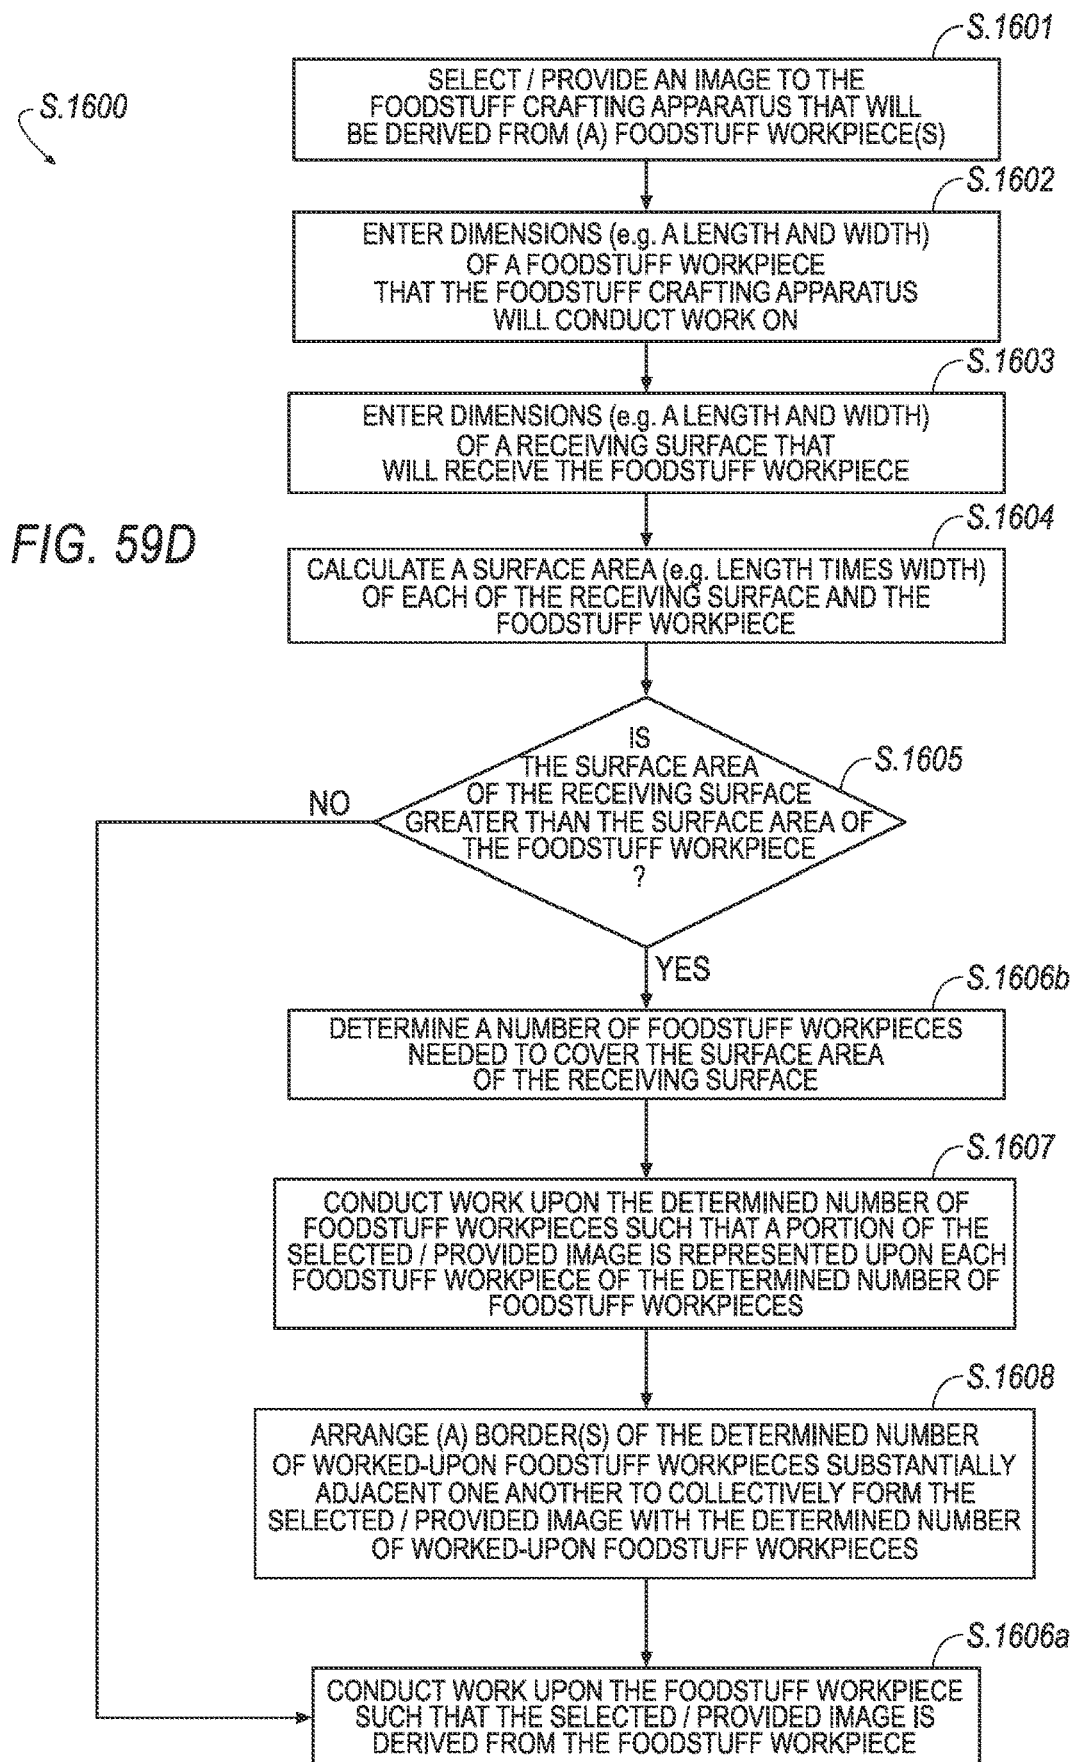 S.1600
S.1601
SELECT / PROVIDE AN IMAGE TO THE
FOODSTUFF CRAFTING APPARATUS THAT WILL
BE DERIVED FROM (A) FOODSTUFF WORKPIECE(S)
S.1602
ENTER DIMENSIONS (e.g. A LENGTH AND WIDTH)
OF A FOODSTUFF WORKPIECE
THAT THE FOODSTUFF CRAFTING APPARATUS
WILL CONDUCT WORK ON
S.1603
ENTER DIMENSIONS (e.g. A LENGTH AND WIDTH)
OF A RECEIVING SURFACE THAT
WILL RECEIVE THE FOODSTUFF WORKPIECE
FIG. 59D
S.1604
CALCULATE A SURFACE AREA (e.g. LENGTH TIMES WIDTH)
OF EACH OF THE RECEIVING SURFACE AND THE
FOODSTUFF WORKPIECE
S.1605
IS
THE SURFACE AREA
OF THE RECEIVING SURFACE
GREATER THAN THE SURFACE AREA OF
THE FOODSTUFF WORKPIECE
?
NO
YES
S.1606b
DETERMINE A NUMBER OF FOODSTUFF WORKPIECES
NEEDED TO COVER THE SURFACE AREA
OF THE RECEIVING SURFACE
S.1607
CONDUCT WORK UPON THE DETERMINED NUMBER OF
FOODSTUFF WORKPIECES SUCH THAT A PORTION OF THE
SELECTED / PROVIDED IMAGE IS REPRESENTED UPON EACH
FOODSTUFF WORKPIECE OF THE DETERMINED NUMBER OF
FOODSTUFF WORKPIECES
S.1608
ARRANGE (A) BORDER(S) OF THE DETERMINED NUMBER
OF WORKED-UPON FOODSTUFF WORKPIECES SUBSTANTIALLY
ADJACENT ONE ANOTHER TO COLLECTIVELY FORM THE
SELECTED / PROVIDED IMAGE WITH THE DETERMINED NUMBER
OF WORKED-UPON FOODSTUFF WORKPIECES
S.1606a
CONDUCT WORK UPON THE FOODSTUFF WORKPIECE
SUCH THAT THE SELECTED / PROVIDED IMAGE IS
DERIVED FROM THE FOODSTUFF WORKPIECE